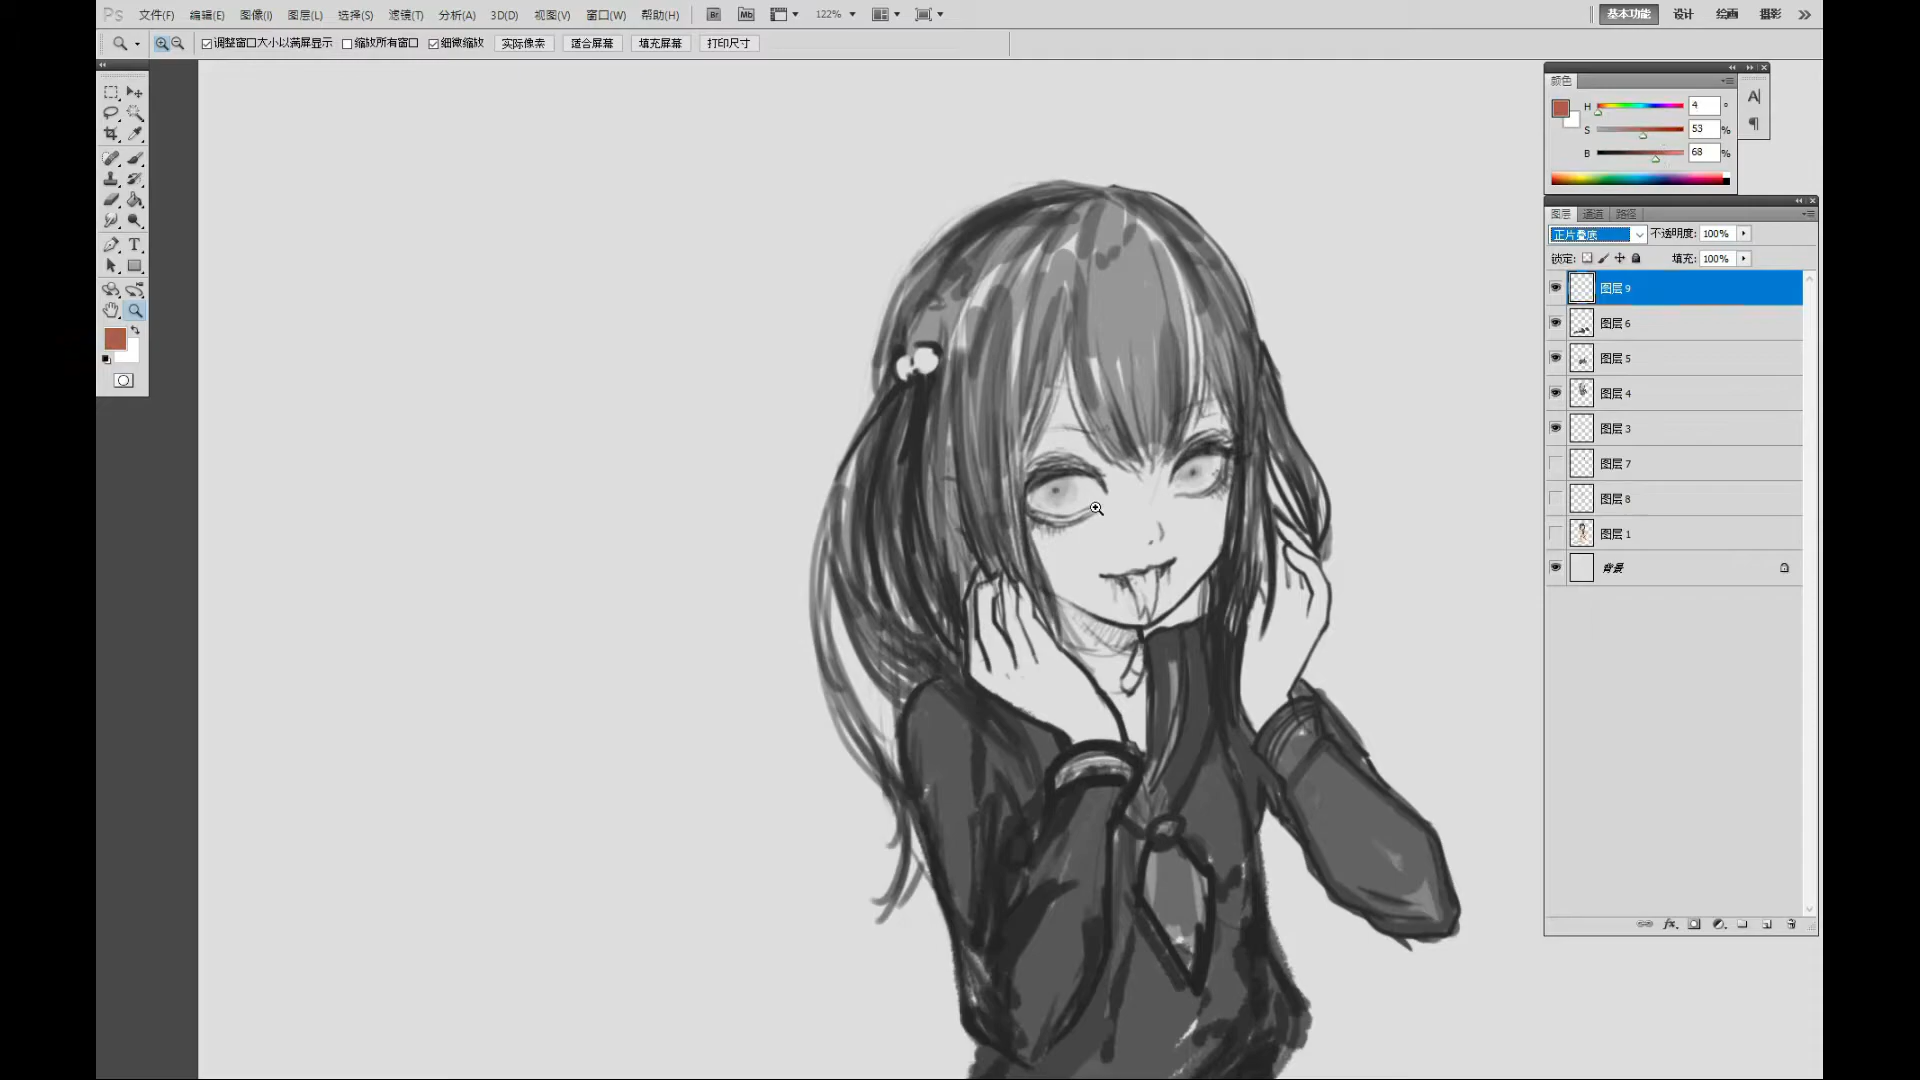 Ps 文件(F) 编辑(E) 图像(I) 图层(L) 选择(S) 滤镜(T) 分析(A) 3D(D) 视图(V) 窗口(W) 帮助(H) Br Mb 122% 基本功能 设计 绘画 摄影
调整窗口大小以满屏显示 缩放所有窗口 细微缩放 实际像素 适合屏幕 填充屏幕 打印尺寸
颜色
H 4 °
S 53 %
B 68 %
图层 通道 路径
正片叠底 不透明度: 100%
锁定: 填充: 100%
图层 9
图层 6
图层 5
图层 4
图层 3
图层 7
图层 8
图层 1
背景